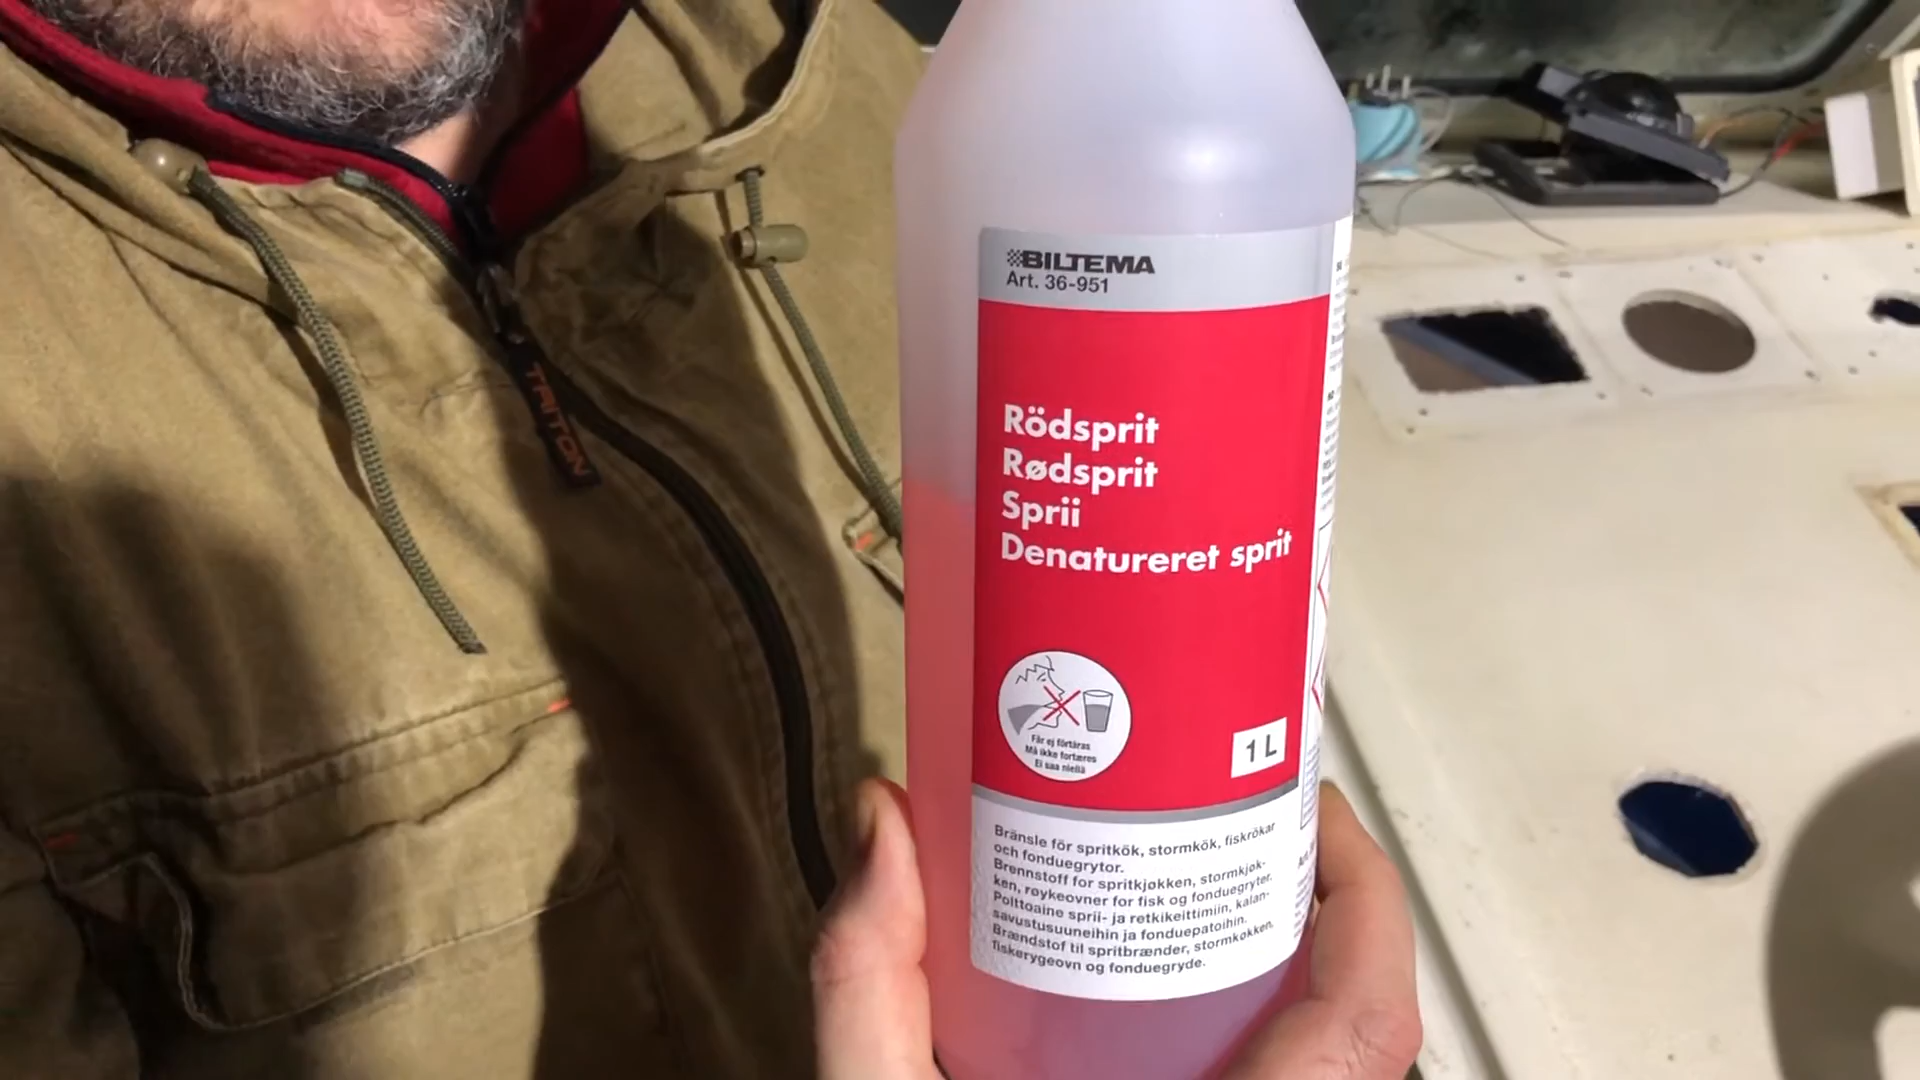 BILTEMA
Art. 36-951
Rödsprit
Rødsprit
Sprii
Denatureret sprit
Får ej förtäras
Må ikke fortæres
Ei saa niellä
1 L
Bränsle för spritkök, stormkök, fiskrökar
och fonduegrytor.
Brennstoff for spritkjøkken, stormkjøk-
ken, røykeovner for fisk og fonduegryter.
Polttoaine sprii- ja retkikeittimiin, kalan-
savustusuuneihin ja fonduepatoihin.
Brændstof til spritbrænder, stormkøkken,
fiskerygeovn og fonduegryde.
TRITON